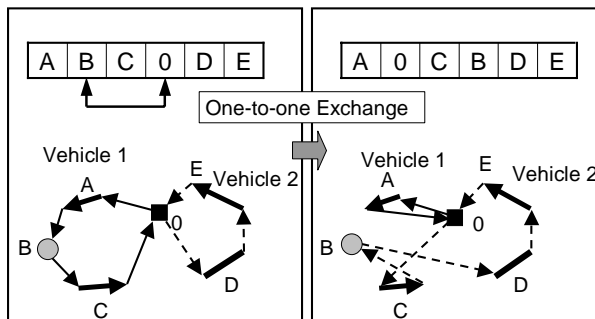 A B C 0 D E
A 0 C B D E
One-to-one Exchange
Vehicle 1
A
E
Vehicle 2
0
B
C
D
Vehicle 1
A
E
Vehicle 2
0
B
C
D